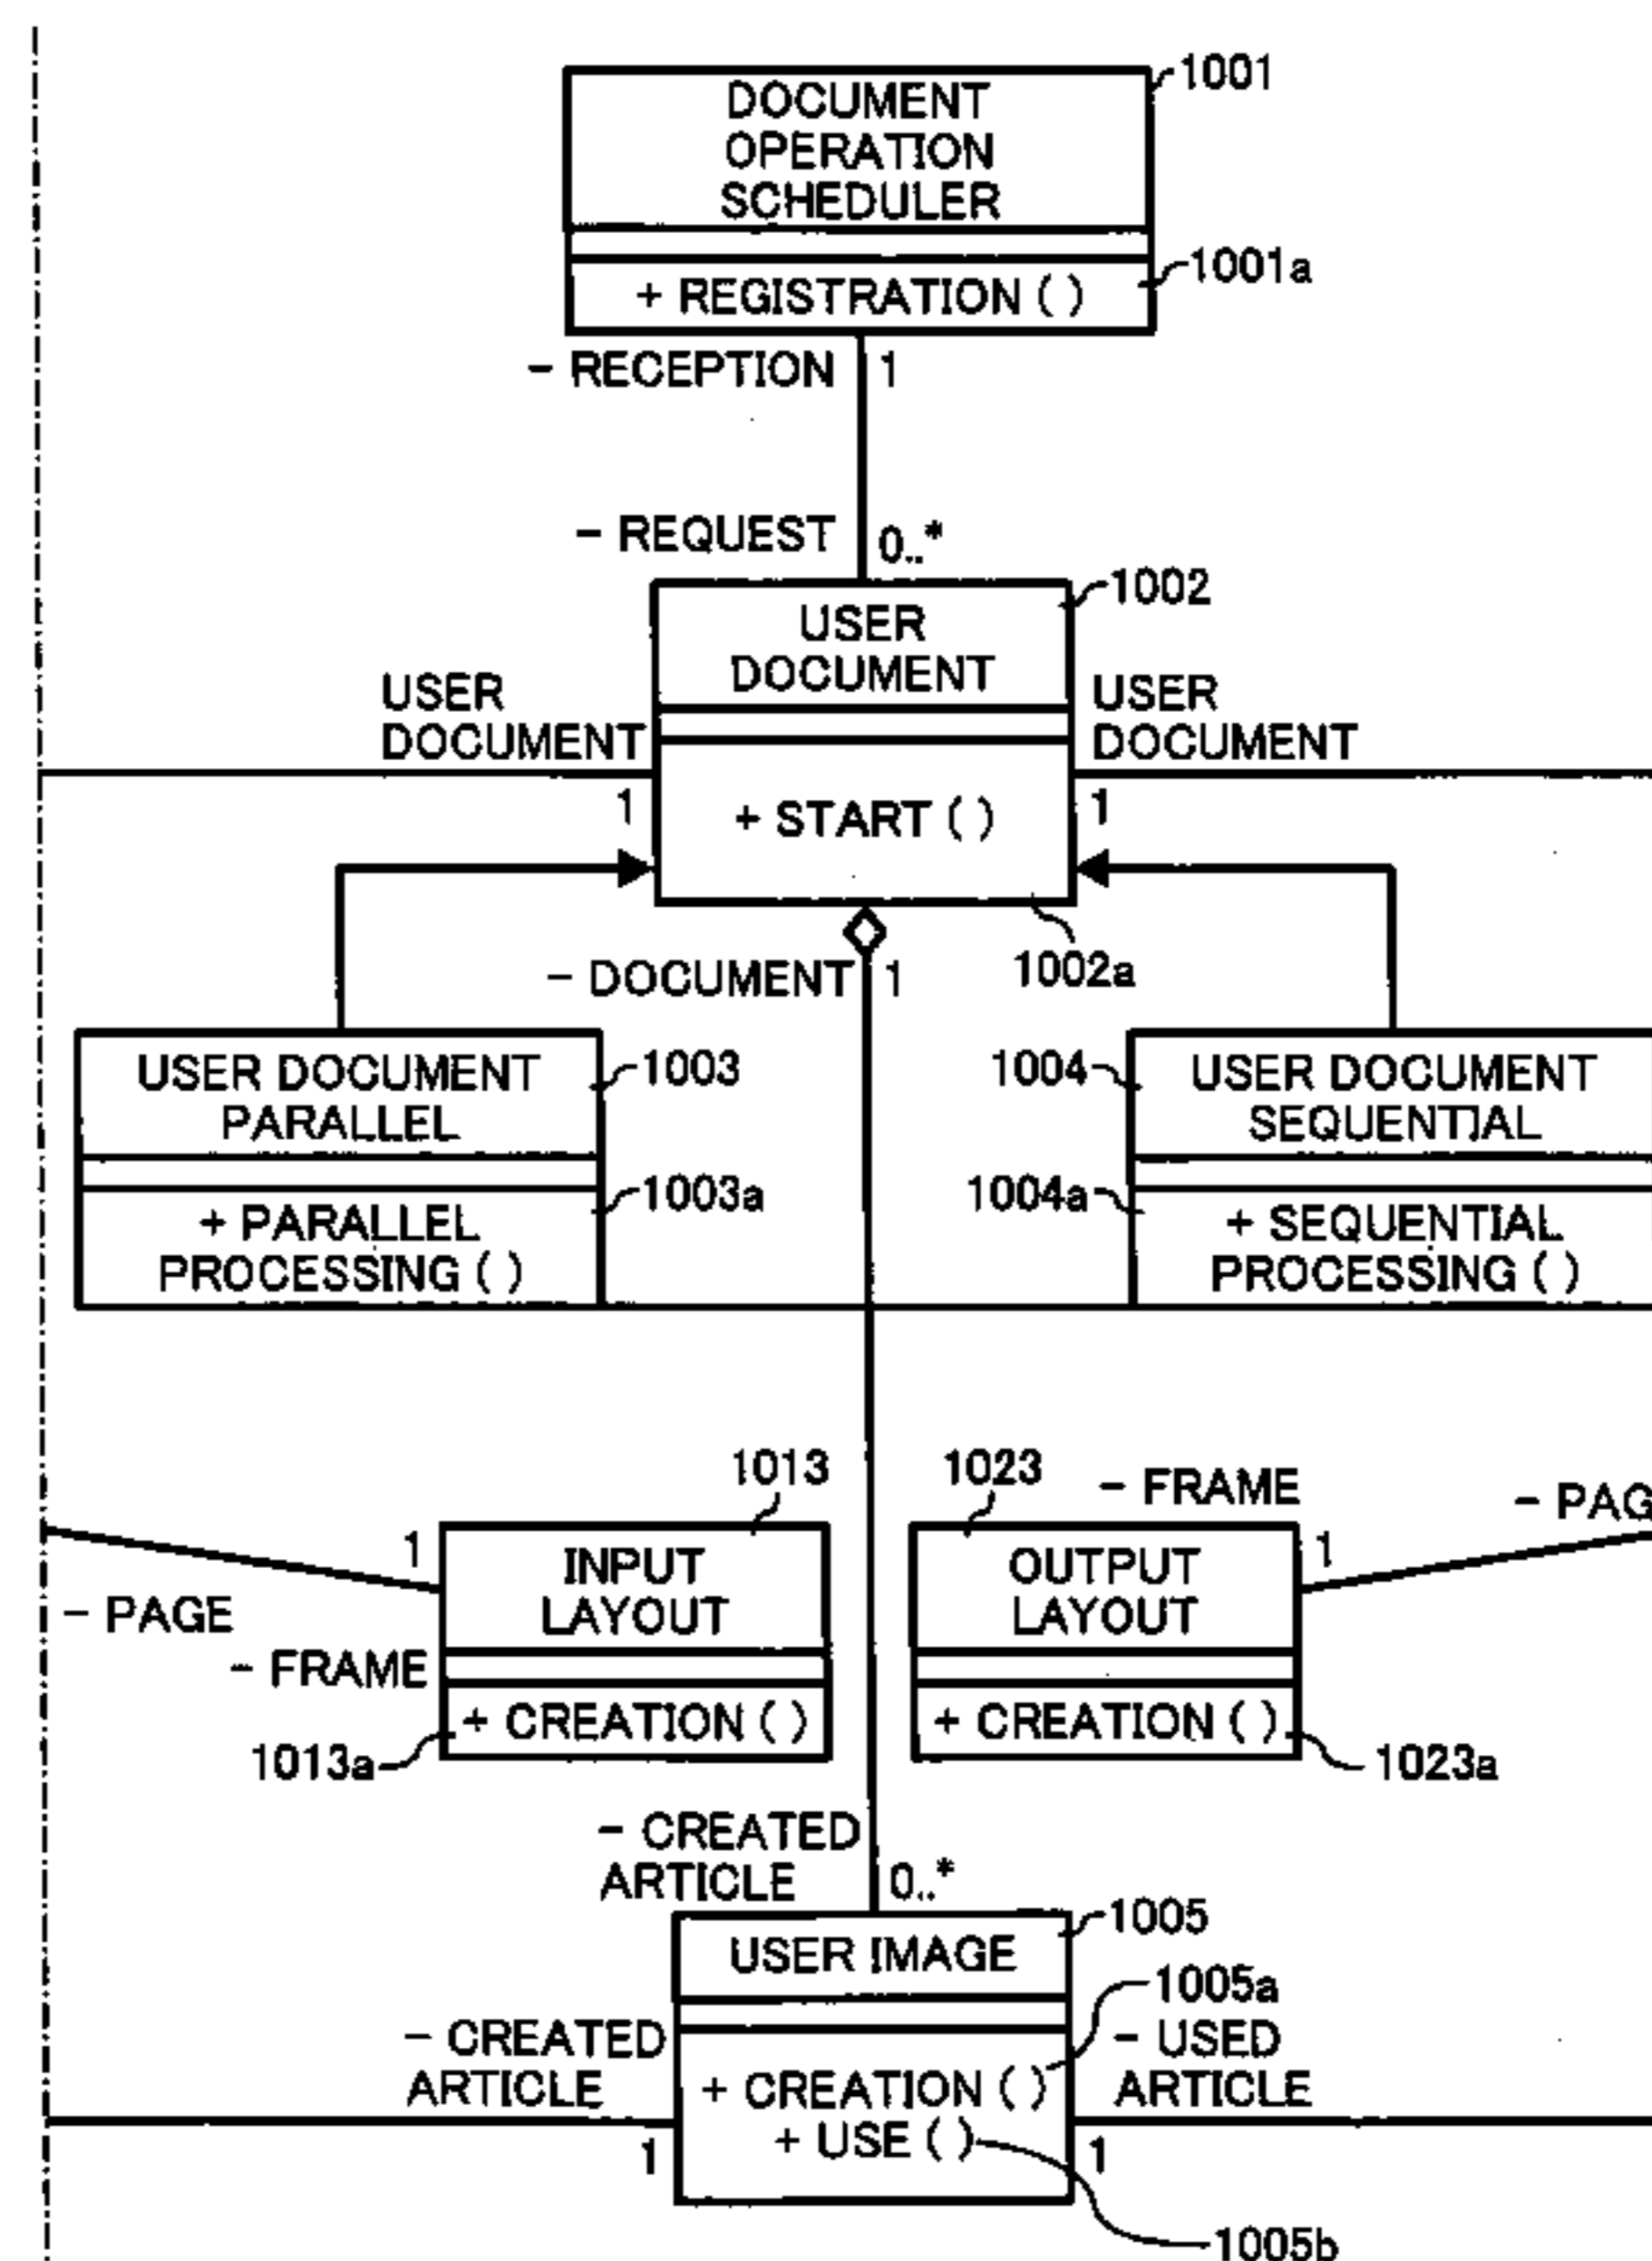 1001
DOCUMENT
OPERATION
SCHEDULER
1001a
+ REGISTRATION ( )
- RECEPTION 1
- REQUEST 0..*
1002
USER
DOCUMENT
USER
DOCUMENT
USER
DOCUMENT
1
+ START ( )
1
1002a
- DOCUMENT 1
USER DOCUMENT
PARALLEL
1003
1003a
+ PARALLEL
PROCESSING ( )
1004
USER DOCUMENT
SEQUENTIAL
1004a
+ SEQUENTIAL
PROCESSING ( )
1013
1023
- FRAME
- PAG
1
INPUT
LAYOUT
OUTPUT
LAYOUT
1
- PAGE
- FRAME
+ CREATION ( )
+ CREATION ( )
1013a
1023a
- CREATED
ARTICLE
0..*
1005
USER IMAGE
1005a
- CREATED
ARTICLE
+ CREATION ( )
+ USE ( )
- USED
ARTICLE
1
1
1005b